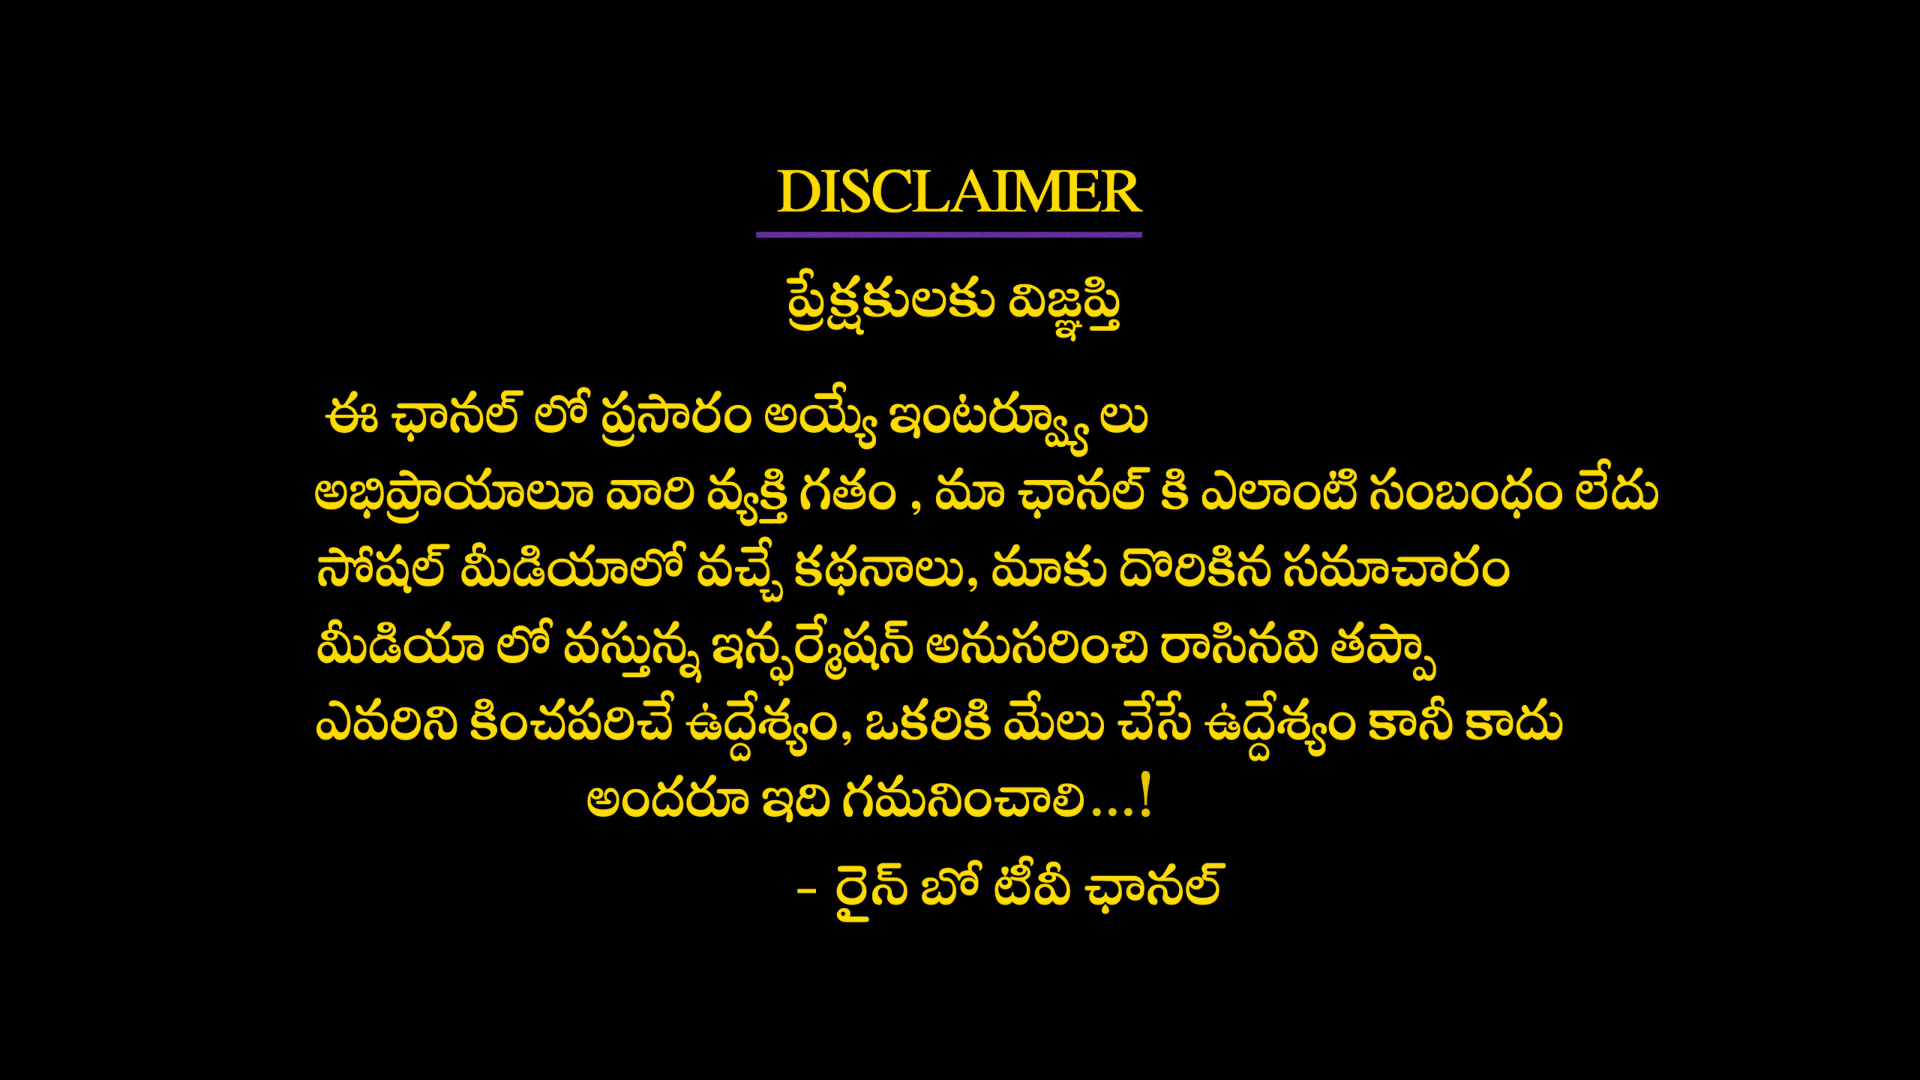 DISCLAIMER
ప్రేక్షకులకు విజ్ఞప్తి
ఈ ఛానల్ లో ప్రసారం అయ్యే ఇంటర్వ్యూ లు
అభిప్రాయాలూ వారి వ్యక్తి గతం , మా ఛానల్ కి ఎలాంటి సంబంధం లేదు
సోషల్ మీడియాలో వచ్చే కథనాలు, మాకు దొరికిన సమాచారం
మీడియా లో వస్తున్న ఇన్ఫర్మేషన్ అనుసరించి రాసినవి తప్పా
ఎవరిని కించపరిచే ఉద్దేశ్యం, ఒకరికి మేలు చేసే ఉద్దేశ్యం కానీ కాదు
అందరూ ఇది గమనించాలి...!
- రైన్ బో టీవీ ఛానల్